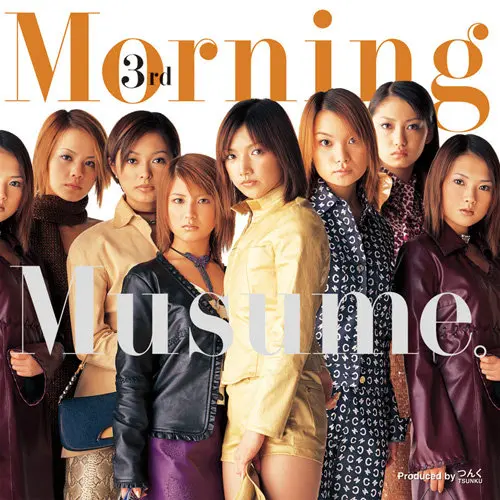 Morning
3rd
Musume。
Produced by つんく
TSUNKU